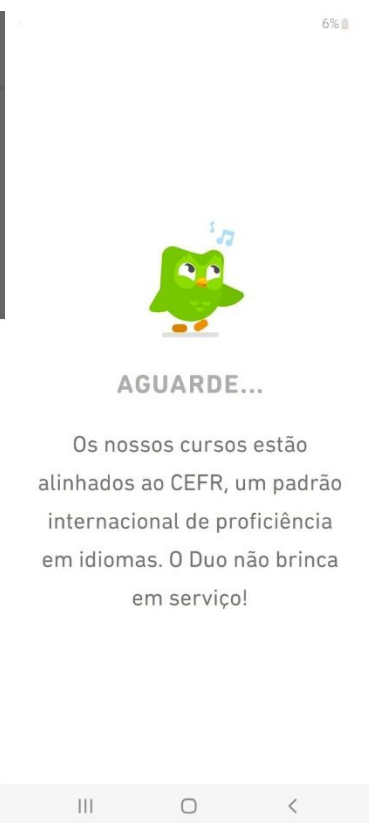 6%
AGUARDE...
Os nossos cursos estão
alinhados ao CEFR, um padrão
internacional de proficiência
em idiomas. O Duo não brinca
em serviço!